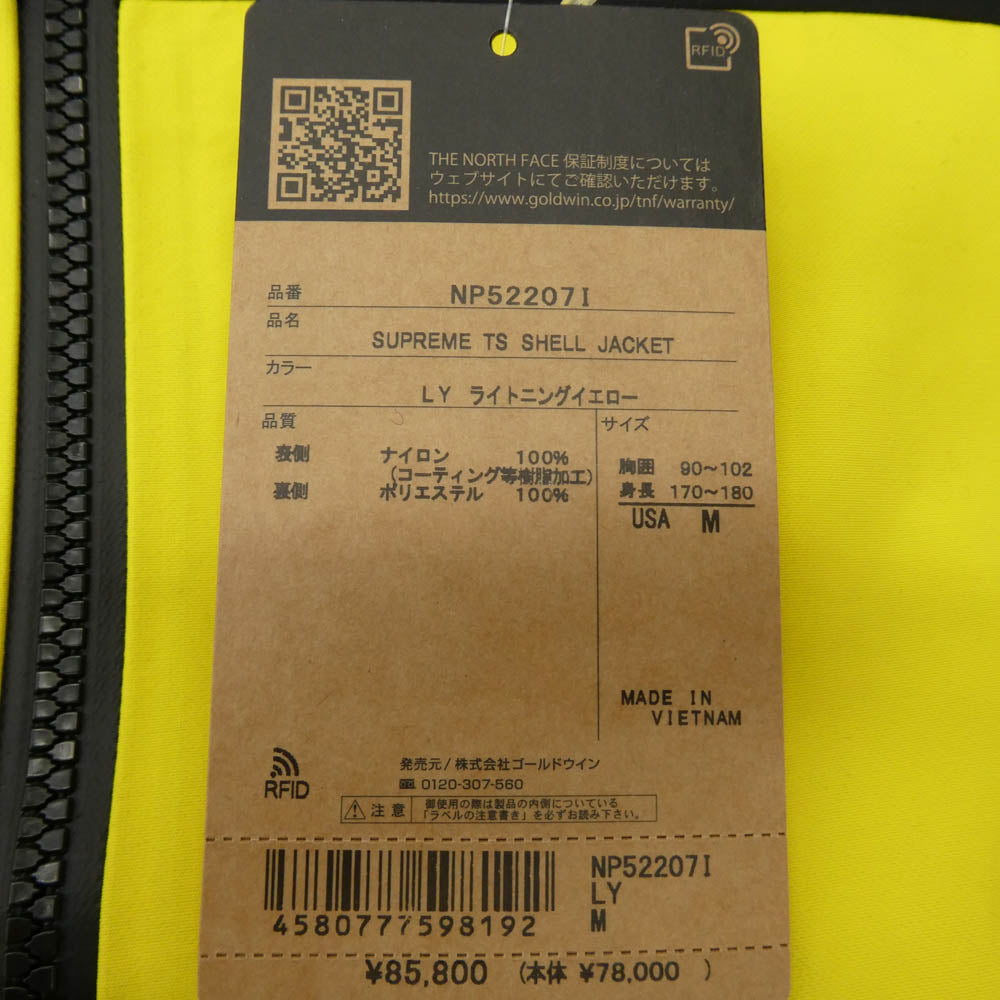 RFID
THE NORTH FACE 保証制度については
ウェブサイトにてご確認いただけます。
https://www.goldwin.co.jp/tnf/warranty/
品番 NP52207I
品名
SUPREME TS SHELL JACKET
カラー
LY ライトニングイエロー
品質
表側 ナイロン 100%
(コーティング等樹脂加工)
裏側 ポリエステル 100%
サイズ
胸囲 90～102
身長 170～180
USA M
MADE IN
VIETNAM
RFID
発売元/株式会社ゴールドウイン
0120-307-560
注意
御使用の際は製品の内側についている
「ラベルの注意書き」を必ずお読み下さい。
4580777598192
NP52207I
LY
M
¥85,800 (本体 ¥78,000 )